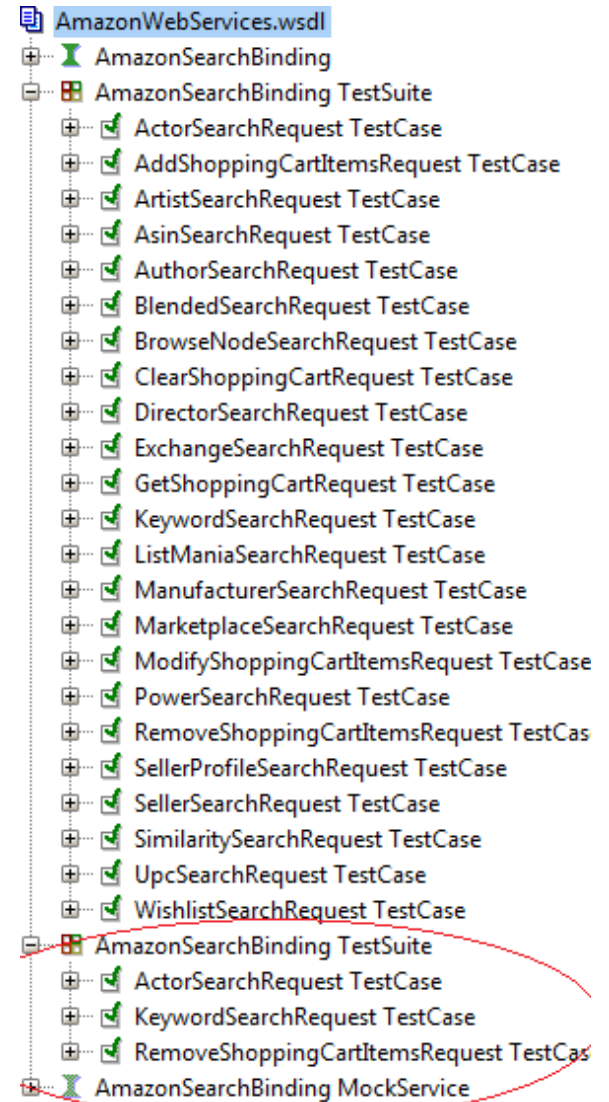 AmazonWebServices.wsdl
AmazonSearchBinding
AmazonSearchBinding TestSuite
ActorSearchRequest TestCase
AddShoppingCartItemsRequest TestCase
ArtistSearchRequest TestCase
AsinSearchRequest TestCase
AuthorSearchRequest TestCase
BlendedSearchRequest TestCase
BrowseNodeSearchRequest TestCase
ClearShoppingCartRequest TestCase
DirectorSearchRequest TestCase
ExchangeSearchRequest TestCase
GetShoppingCartRequest TestCase
KeywordSearchRequest TestCase
ListManiaSearchRequest TestCase
ManufacturerSearchRequest TestCase
MarketplaceSearchRequest TestCase
ModifyShoppingCartItemsRequest TestCase
PowerSearchRequest TestCase
RemoveShoppingCartItemsRequest TestCas
SellerProfileSearchRequest TestCase
SellerSearchRequest TestCase
SimilaritySearchRequest TestCase
UpcSearchRequest TestCase
WishlistSearchRequest TestCase
AmazonSearchBinding TestSuite
ActorSearchRequest TestCase
KeywordSearchRequest TestCase
RemoveShoppingCartItemsRequest TestCas
AmazonSearchBinding MockService